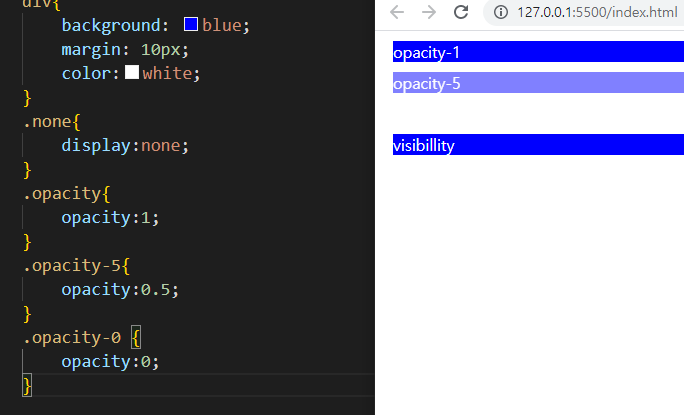 div{
background: blue;
margin: 10px;
color: white;
}
.none{
display:none;
}
.opacity{
opacity:1;
}
.opacity-5{
opacity:0.5;
}
.opacity-0 {
opacity:0;
}
127.0.0.1:5500/index.html
opacity-1
opacity-5
visibillity